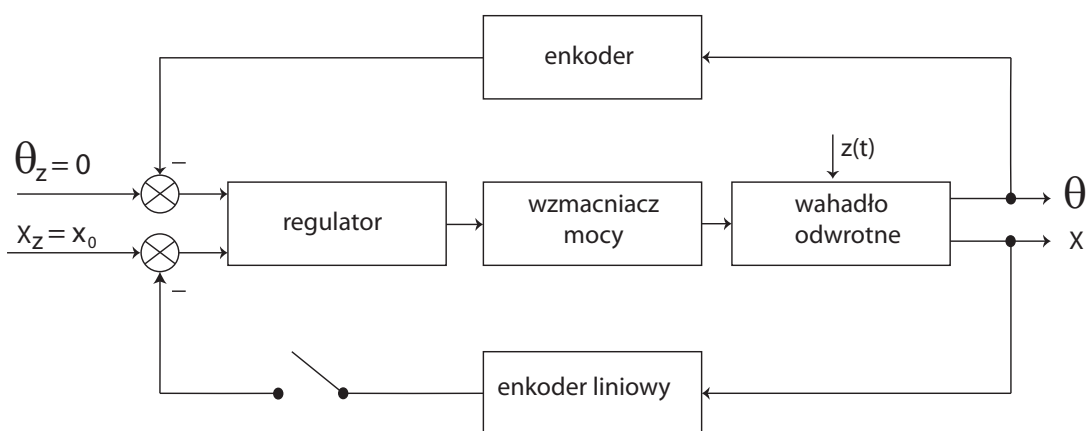 enkoder
–
θz = 0
z(t)
regulator
wzmacniacz
mocy
wahadło
odwrotne
θ
Xz = x₀
x
–
enkoder liniowy